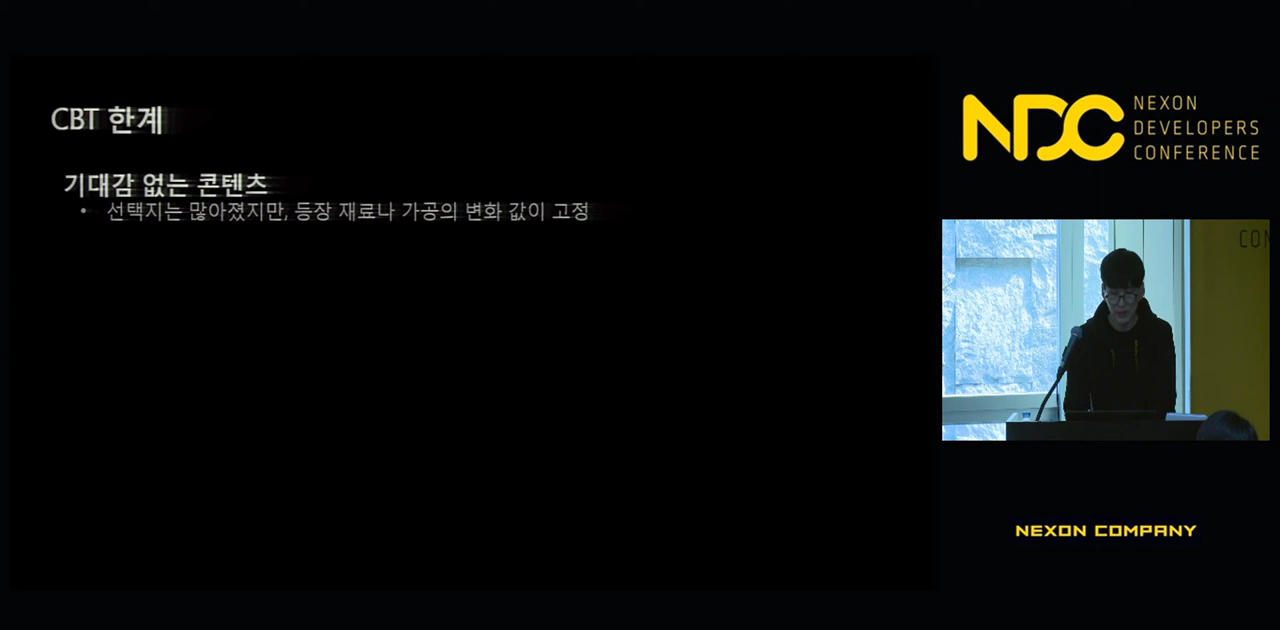 CBT 한계
기대감 없는 콘텐츠
• 선택지는 많아졌지만, 등장 재료나 가공의 변화 값이 고정
NDC
NEXON
DEVELOPERS
CONFERENCE
CON
NEXON COMPANY